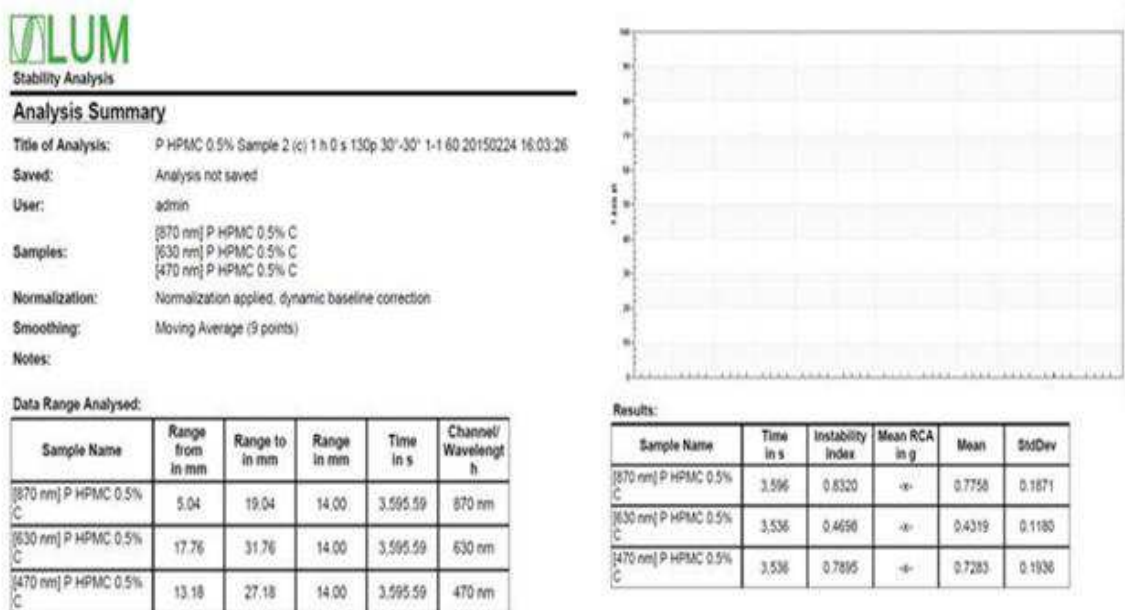 LUM
Stability Analysis
Analysis Summary
Title of Analysis: P HPMC 0.5% Sample 2 (c) 1 h 0 s 130p 30°-30° 1-1 60 20150224 16:03:26
Saved: Analysis not saved
User: admin
Samples: [870 nm] P HPMC 0.5% C
[630 nm] P HPMC 0.5% C
[470 nm] P HPMC 0.5% C
Normalization: Normalization applied, dynamic baseline correction
Smoothing: Moving Average (9 points)
Notes:
Data Range Analysed:
Sample Name Range from in mm Range to in mm Range in mm Time in s Channel/ Wavelengt h
[870 nm] P HPMC 0.5% C 5.04 19.04 14.00 3,595.59 870 nm
[630 nm] P HPMC 0.5% C 17.76 31.76 14.00 3,595.59 630 nm
[470 nm] P HPMC 0.5% C 13.18 27.18 14.00 3,595.59 470 nm
Results:
Sample Name Time in s Instability Index Mean RCA in g Mean StdDev
[870 nm] P HPMC 0.5% C 3,596 0.8320 -x- 0.7758 0.1871
[630 nm] P HPMC 0.5% C 3,536 0.4698 -x- 0.4319 0.1180
[470 nm] P HPMC 0.5% C 3,536 0.7895 -x- 0.7283 0.1936